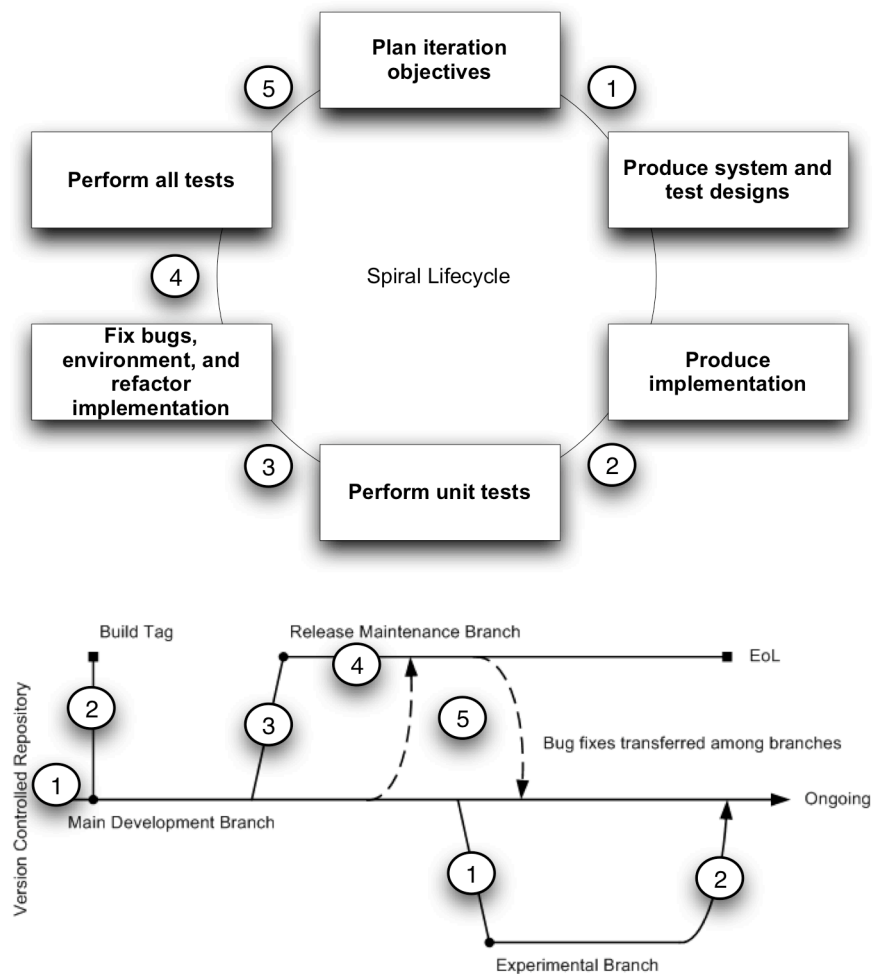 Plan iteration
objectives
5
1
Perform all tests
Produce system and
test designs
4
Spiral Lifecycle
Fix bugs,
environment, and
refactor
implementation
Produce
implementation
3
2
Perform unit tests
Build Tag
Release Maintenance Branch
4
EoL
2
3
5
Bug fixes transferred among branches
1
Ongoing
Main Development Branch
Version Controlled Repository
1
2
Experimental Branch